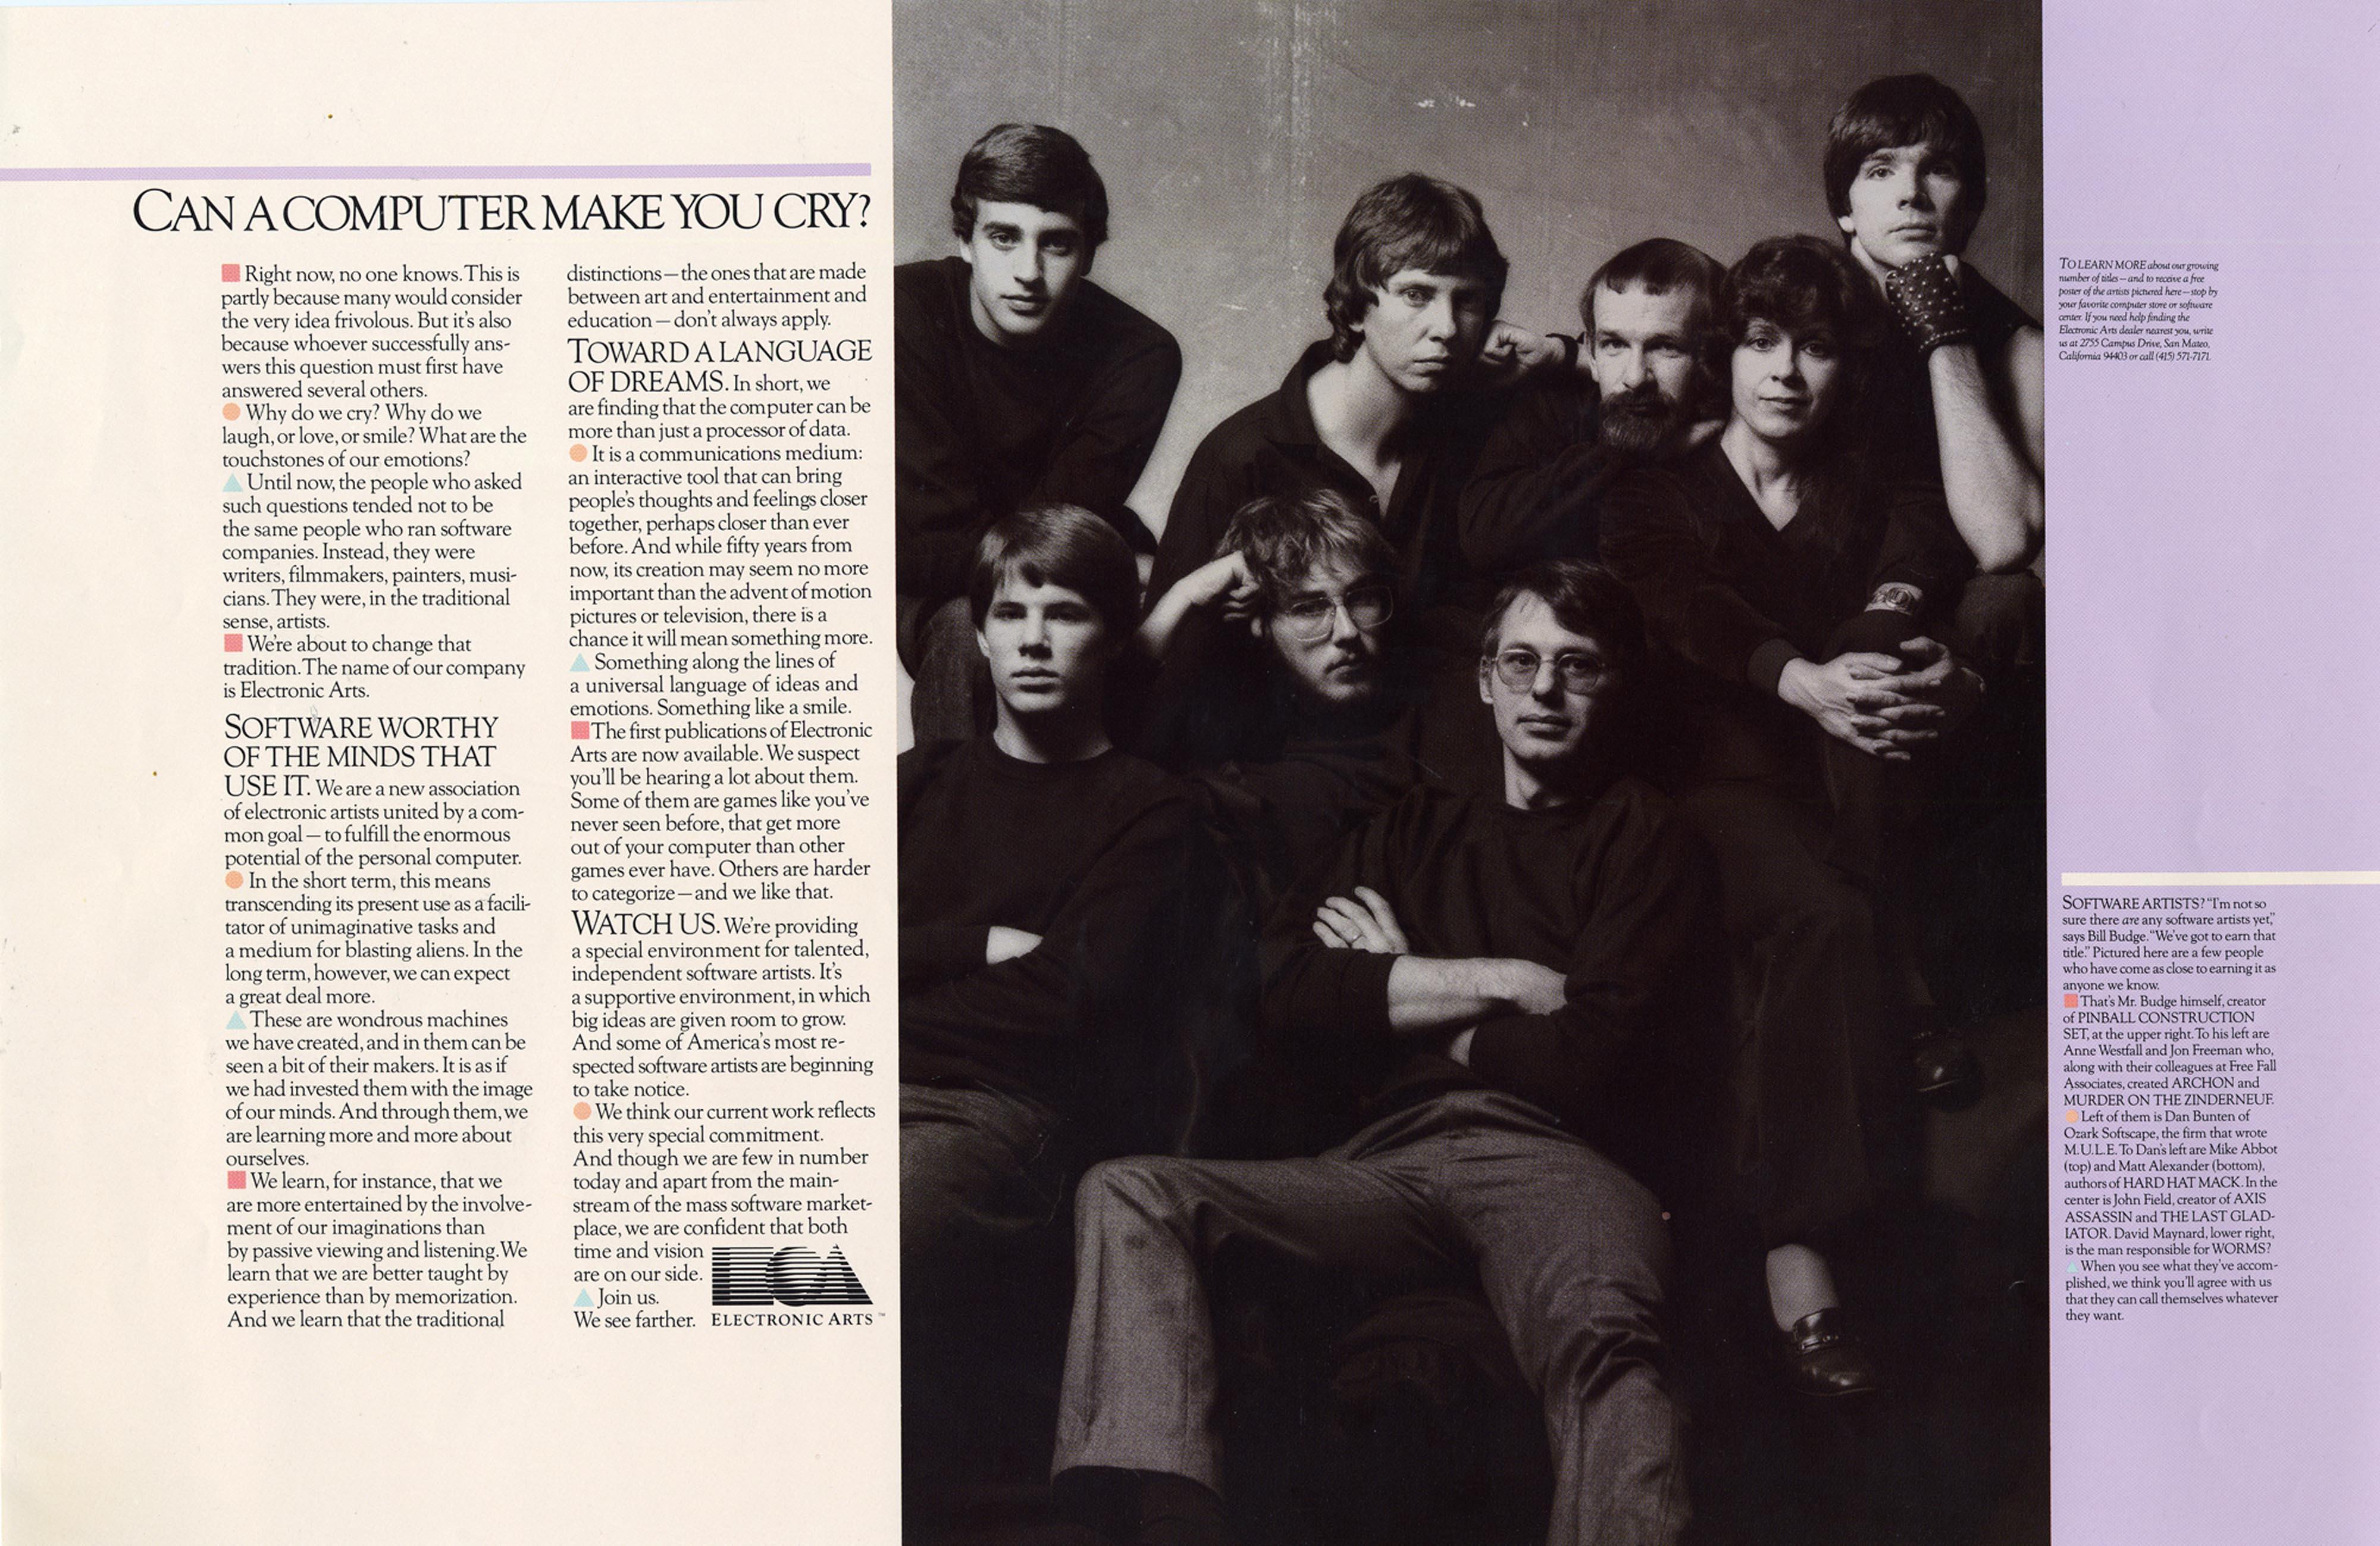 CAN A COMPUTER MAKE YOU CRY?
Right now, no one knows. This is
partly because many would consider
the very idea frivolous. But it's also
because whoever successfully ans-
wers this question must first have
answered several others.
Why do we cry? Why do we
laugh, or love, or smile? What are the
touchstones of our emotions?
Until now, the people who asked
such questions tended not to be
the same people who ran software
companies. Instead, they were
writers, filmmakers, painters, musi-
cians. They were, in the traditional
sense, artists.
We're about to change that
tradition. The name of our company
is Electronic Arts.
SOFTWARE WORTHY
OF THE MINDS THAT
USE IT. We are a new association
of electronic artists united by a com-
mon goal — to fulfill the enormous
potential of the personal computer.
In the short term, this means
transcending its present use as a facili-
tator of unimaginative tasks and
a medium for blasting aliens. In the
long term, however, we can expect
a great deal more.
These are wondrous machines
we have created, and in them can be
seen a bit of their makers. It is as if
we had invested them with the image
of our minds. And through them, we
are learning more and more about
ourselves.
We learn, for instance, that we
are more entertained by the involve-
ment of our imaginations than
by passive viewing and listening. We
learn that we are better taught by
experience than by memorization.
And we learn that the traditional
distinctions — the ones that are made
between art and entertainment and
education — don't always apply.
TOWARD A LANGUAGE
OF DREAMS. In short, we
are finding that the computer can be
more than just a processor of data.
It is a communications medium:
an interactive tool that can bring
people's thoughts and feelings closer
together, perhaps closer than ever
before. And while fifty years from
now, its creation may seem no more
important than the advent of motion
pictures or television, there is a
chance it will mean something more.
Something along the lines of
a universal language of ideas and
emotions. Something like a smile.
The first publications of Electronic
Arts are now available. We suspect
you'll be hearing a lot about them.
Some of them are games like you've
never seen before, that get more
out of your computer than other
games ever have. Others are harder
to categorize — and we like that.
WATCH US. We're providing
a special environment for talented,
independent software artists. It's
a supportive environment, in which
big ideas are given room to grow.
And some of America's most re-
spected software artists are beginning
to take notice.
We think our current work reflects
this very special commitment.
And though we are few in number
today and apart from the main-
stream of the mass software market-
place, we are confident that both
time and vision
are on our side.
Join us.
We see farther.
ECA
ELECTRONIC ARTS ™
TO LEARN MORE about our growing
number of titles — and to receive a free
poster of the artists pictured here — stop by
your favorite computer store or software
center. If you need help finding the
Electronic Arts dealer nearest you, write
us at 2755 Campus Drive, San Mateo,
California 94403 or call (415) 571-7171.
SOFTWARE ARTISTS? "I'm not so
sure there are any software artists yet,"
says Bill Budge. "We've got to earn that
title." Pictured here are a few people
who have come as close to earning it as
anyone we know.
That's Mr. Budge himself, creator
of PINBALL CONSTRUCTION
SET, at the upper right. To his left are
Anne Westfall and Jon Freeman who,
along with their colleagues at Free Fall
Associates, created ARCHON and
MURDER ON THE ZINDERNEUF.
Left of them is Dan Bunten of
Ozark Softscape, the firm that wrote
M.U.L.E. To Dan's left are Mike Abbot
(top) and Matt Alexander (bottom),
authors of HARD HAT MACK. In the
center is John Field, creator of AXIS
ASSASSIN and THE LAST GLAD-
IATOR. David Maynard, lower right,
is the man responsible for WORMS?
When you see what they've accom-
plished, we think you'll agree with us
that they can call themselves whatever
they want.